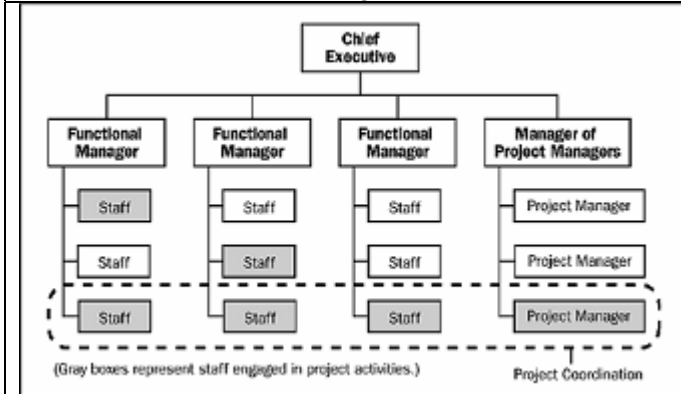 Chief
Executive
Functional
Manager
Functional
Manager
Functional
Manager
Manager of
Project Managers
Staff
Staff
Staff
Project Manager
Staff
Staff
Staff
Project Manager
Staff
Staff
Staff
Project Manager
(Gray boxes represent staff engaged in project activities.)
Project Coordination